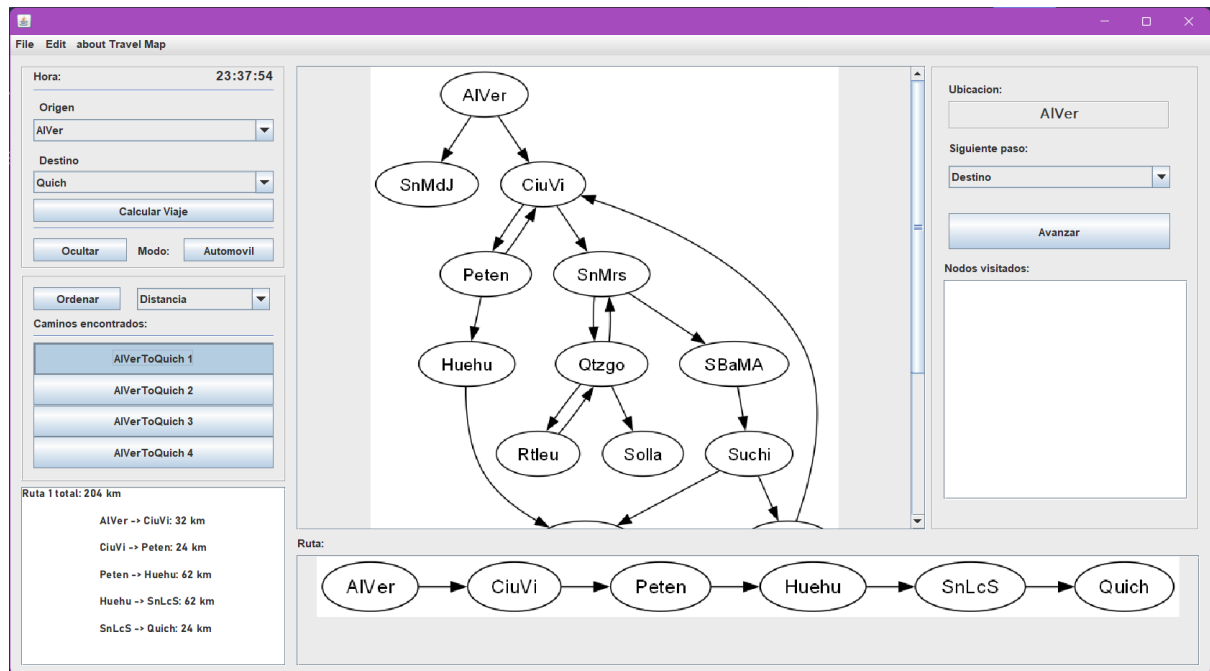 File Edit about Travel Map
Hora: 23:37:54
Origen
AlVer
Destino
Quich
Calcular Viaje
Ocultar Modo: Automovil
Ordenar Distancia
Caminos encontrados:
AlVerToQuich 1
AlVerToQuich 2
AlVerToQuich 3
AlVerToQuich 4
Ruta 1 total: 204 km
AlVer -> CiuVi: 32 km
CiuVi -> Peten: 24 km
Peten -> Huehu: 62 km
Huehu -> SnLcS: 62 km
SnLcS -> Quich: 24 km
AlVer
SnMdJ CiuVi
Peten SnMrs
Huehu Qtzgo SBaMA
Rtleu Solla Suchi
Ruta:
AlVer CiuVi Peten Huehu SnLcS Quich
Ubicacion:
AlVer
Siguiente paso:
Destino
Avanzar
Nodos visitados: